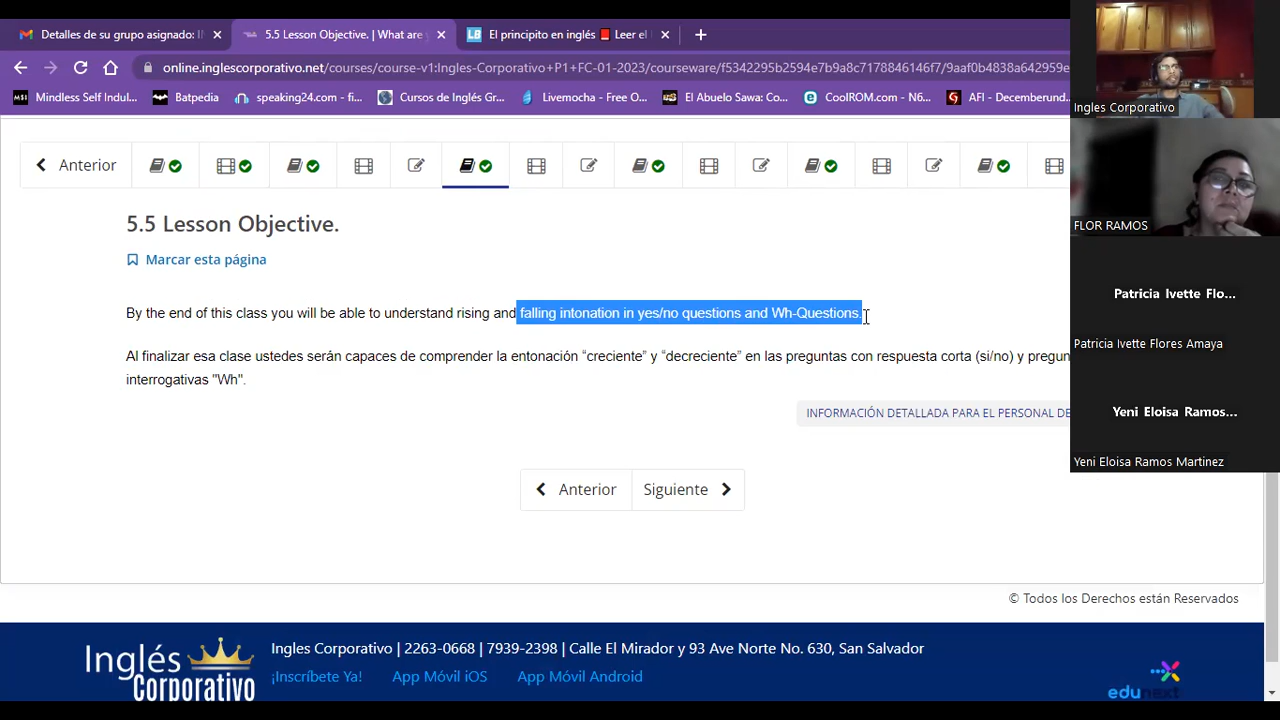 Detalles de su grupo asignado: I
5.5 Lesson Objective. | What are
El principito en inglés 📕 Leer el
online.inglescorporativo.net/courses/course-v1:Ingles-Corporativo+P1+FC-01-2023/courseware/f5342295b2594e7b9a8c7178846146f7/9aaf0b4838a642959e
Mindless Self Indul...
Batpedia
speaking24.com - fi...
Cursos de Inglés Gr...
Livemocha - Free O...
El Abuelo Sawa: Co...
CoolROM.com - N6...
AFI - Decemberund
Ingles Corporativo
FLOR RAMOS
Patricia Ivette Flo...
Patricia Ivette Flores Amaya
Yeni Eloisa Ramos...
Yeni Eloisa Ramos Martinez
Anterior
5.5 Lesson Objective.
Marcar esta página
By the end of this class you will be able to understand rising and falling intonation in yes/no questions and Wh-Questions.
Al finalizar esa clase ustedes serán capaces de comprender la entonación “creciente” y “decreciente” en las preguntas con respuesta corta (si/no) y pregun
interrogativas "Wh".
INFORMACIÓN DETALLADA PARA EL PERSONAL DE
Anterior
Siguiente
© Todos los Derechos están Reservados
Inglés Corporativo
Ingles Corporativo | 2263-0668 | 7939-2398 | Calle El Mirador y 93 Ave Norte No. 630, San Salvador
¡Inscríbete Ya!
App Móvil iOS
App Móvil Android
edunext